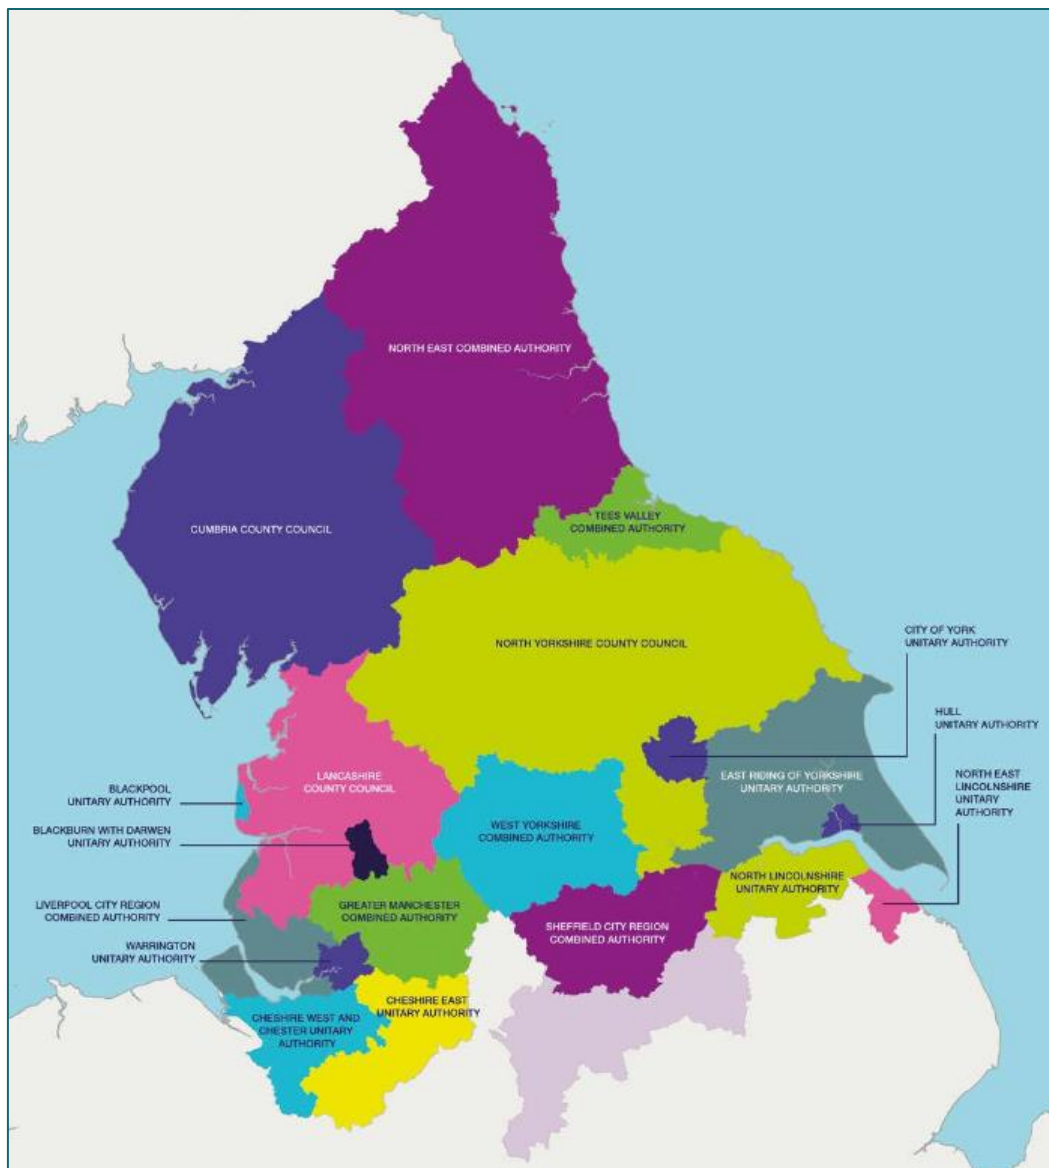 NORTH EAST COMBINED AUTHORITY
TEES VALLEY
COMBINED AUTHORITY
CUMBRIA COUNTY COUNCIL
NORTH YORKSHIRE COUNTY COUNCIL
CITY OF YORK
UNITARY AUTHORITY
HULL
UNITARY AUTHORITY
LANCASHIRE
COUNTY COUNCIL
EAST RIDING OF YORKSHIRE
UNITARY AUTHORITY
NORTH EAST
LINCOLNSHIRE
UNITARY
AUTHORITY
BLACKPOOL
UNITARY AUTHORITY
WEST YORKSHIRE
COMBINED AUTHORITY
BLACKBURN WITH DARWEN
UNITARY AUTHORITY
NORTH LINCOLNSHIRE
UNITARY AUTHORITY
LIVERPOOL CITY REGION
COMBINED AUTHORITY
GREATER MANCHESTER
COMBINED AUTHORITY
SHEFFIELD CITY REGION
COMBINED AUTHORITY
WARRINGTON
UNITARY AUTHORITY
CHESHIRE EAST
UNITARY AUTHORITY
CHESHIRE WEST AND
CHESTER UNITARY
AUTHORITY